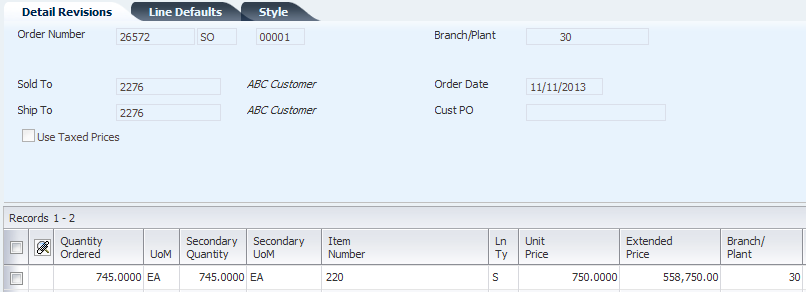 Detail Revisions Line Defaults Style
Order Number 26572 SO 00001 Branch/Plant 30
Sold To 2276 ABC Customer Order Date 11/11/2013
Ship To 2276 ABC Customer Cust PO
Use Taxed Prices
Records 1 - 2
Quantity Secondary Secondary Item Ln Unit Extended Branch/
Ordered UoM Quantity UoM Number Ty Price Price Plant
745.0000 EA 745.0000 EA 220 S 750.0000 558,750.00 30